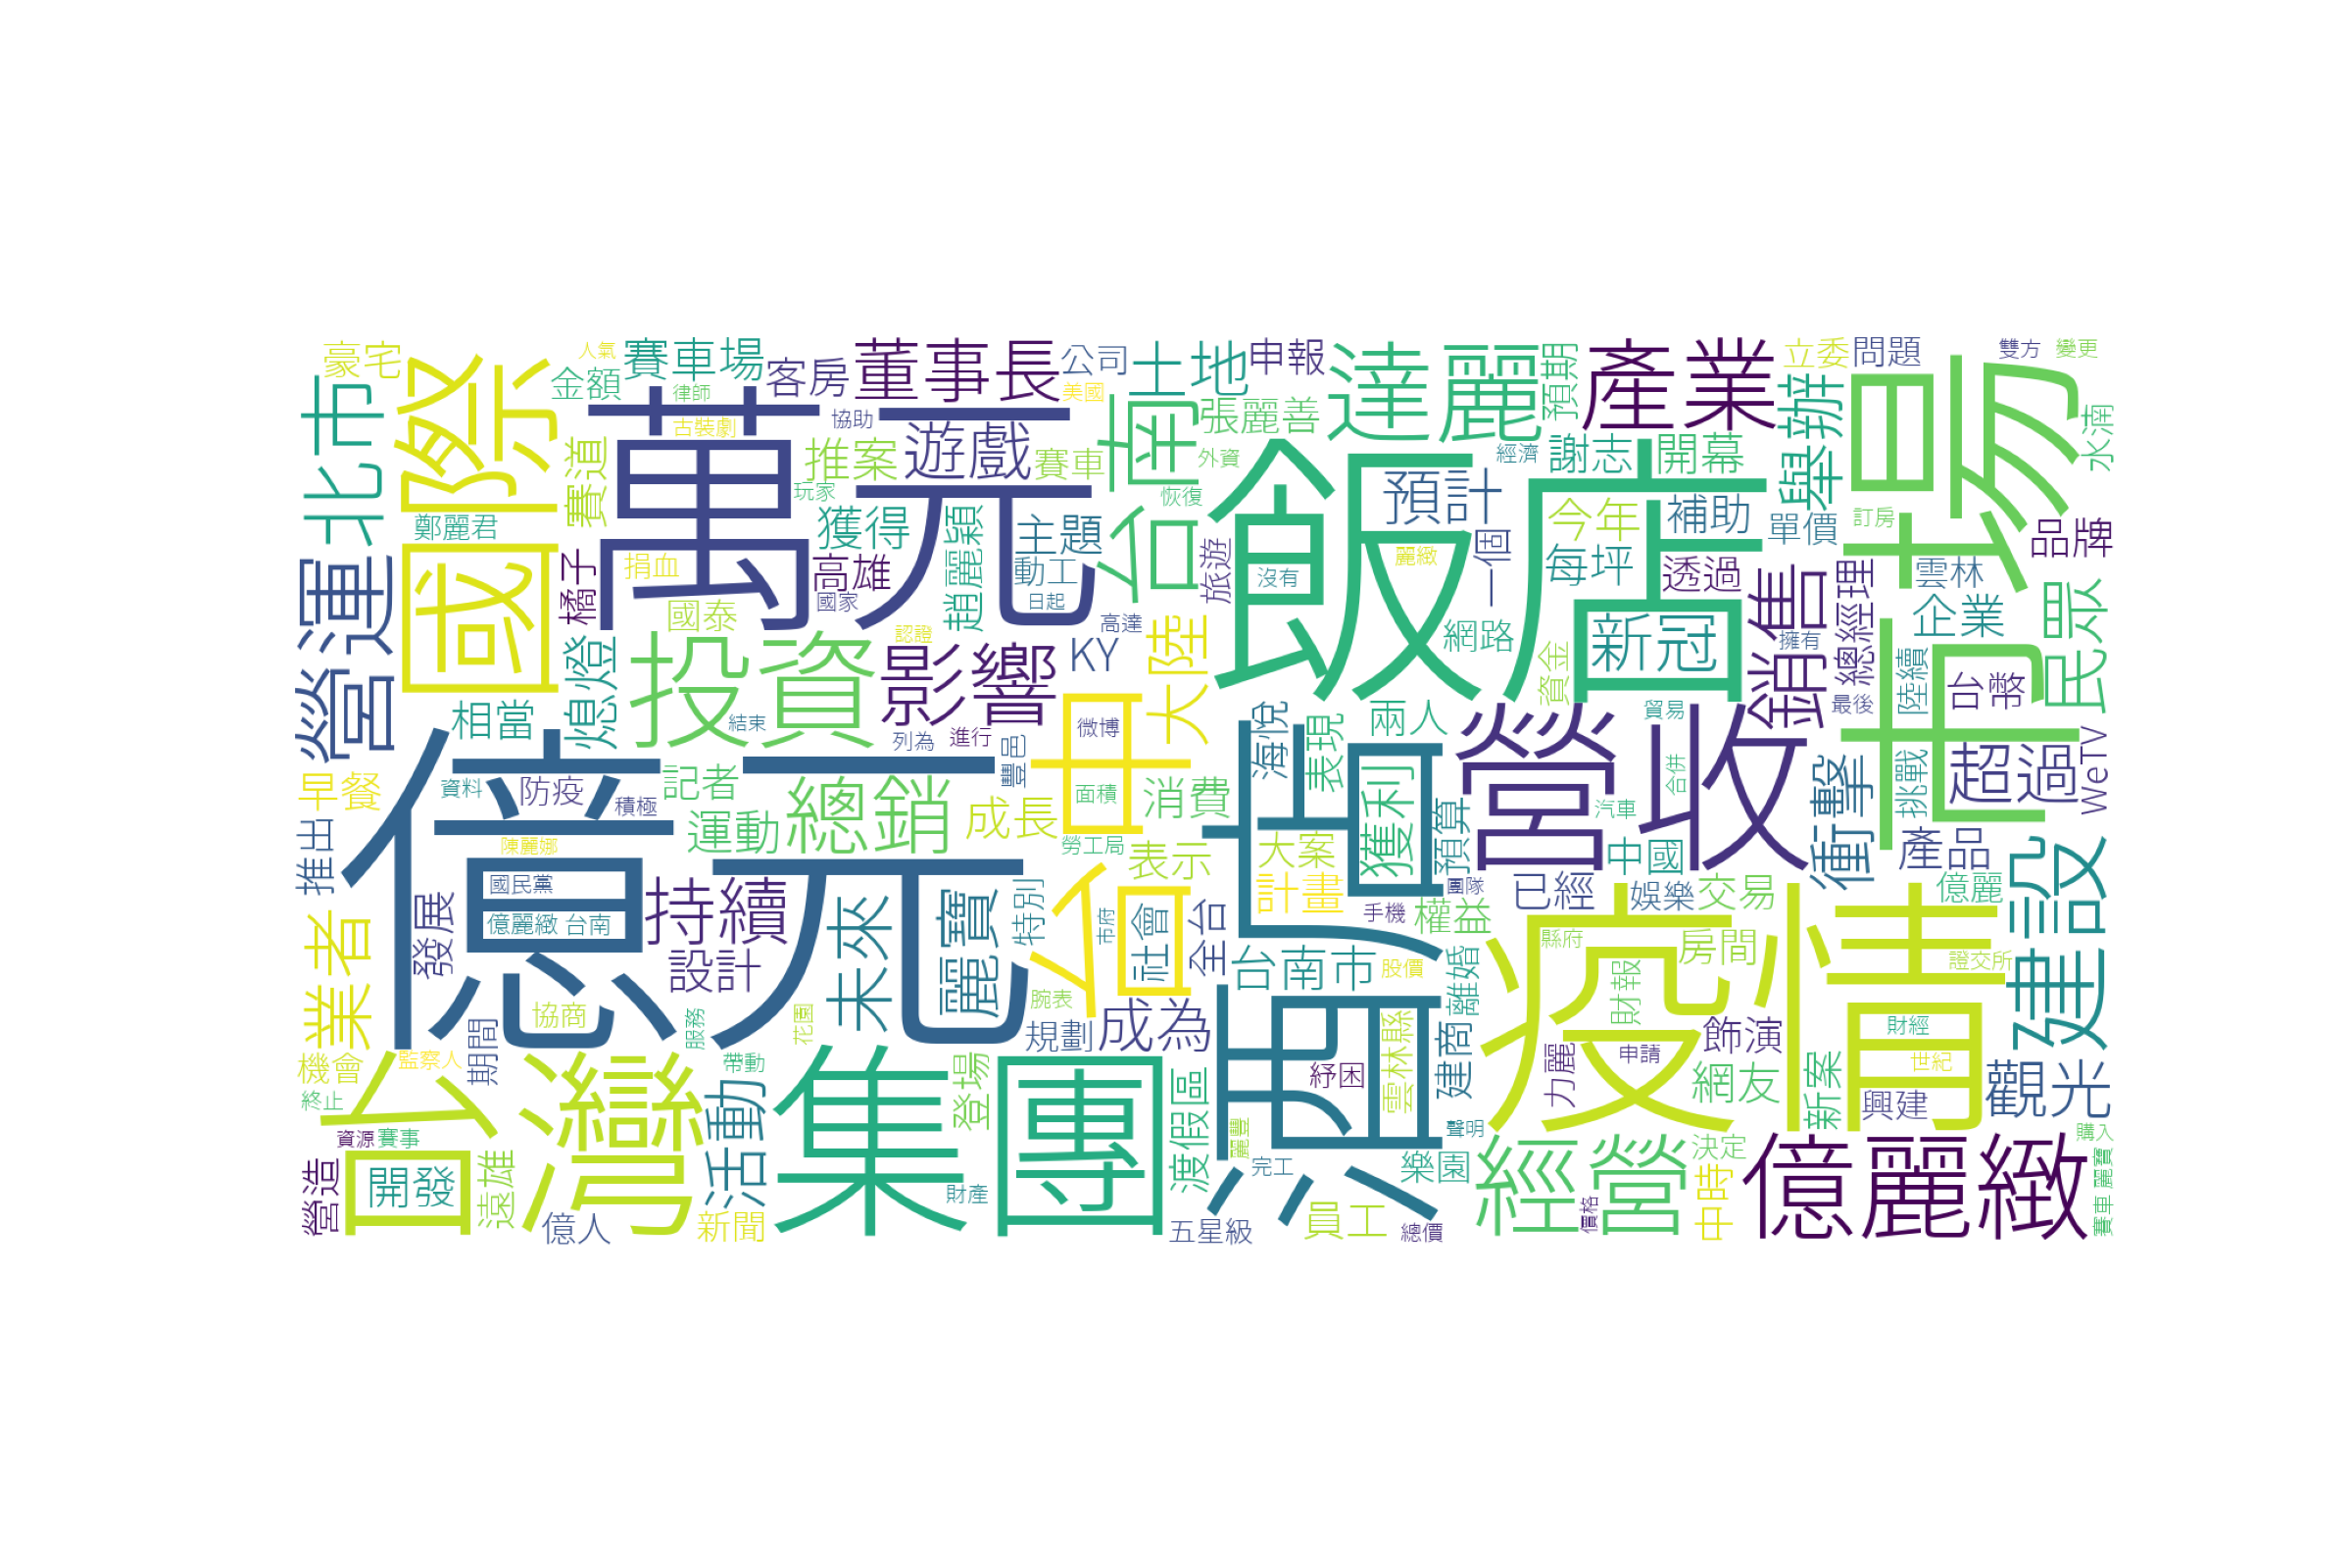 豪宅
人氣
金額
賽車場
律師
客房
董事長
公司
美國
土地
申報
達麗
預期
產業
立委
問題
雙方
變更
北市
國際
古裝劇
協助
萬元
賽道
推案
遊戲
賽車
玩家
台南
張麗善
外資
恢復
經濟
謝志
開幕
舉辦
市場
水湳
飯店
預計
今年
補助
單價
訂房
品牌
鄭麗君
獲得
趙麗穎
主題
動工
旅遊
沒有
麗緻
一個
每坪
透過
雲林
企業
民眾
營運
橘子
捐血
高雄
國家
日起
高達
國泰
認證
KY
大陸
網路
新冠
資金
銷售
總經理
擁有
最後
陸續
台幣
熄燈
投資
影響
相當
結束
列為
進行
微博
豐邑
台中
海悅
表現
兩人
營收
貿易
早餐
資料
防疫
積極
記者
運動
總銷
成長
面積
消費
獲利
預算
汽車
合供
中國
衝擊
挑戰
超過
WeTV
推出
億元
陳麗娜
國民黨
億麗緻 台南
勞工局
表示
大案
計畫
團隊
手機
權益
已經
娛樂
交易
產品
億麗
建設
業者
發展
持續
設計
未來
麗寶
特別
市府
社會
全台
台南市
股價
離婚
疫情
縣府
房間
證交所
協商
服務
花園
腕表
規劃
成為
西
雲林縣
建商
財報
飾演
財經
機會
監察人
期間
終止
台灣
活動
帶動
集團
登場
渡假區
紓困
力麗
申請
網友
新案
世紀
興建
觀光
資源
賽事
開發
遠雄
營造
億人
新聞
財產
麗豐
完工
五星級
聲明
樂園
員工
總價
經營
價格
決定
中時
億麗緻
購入
賽車 麗寶